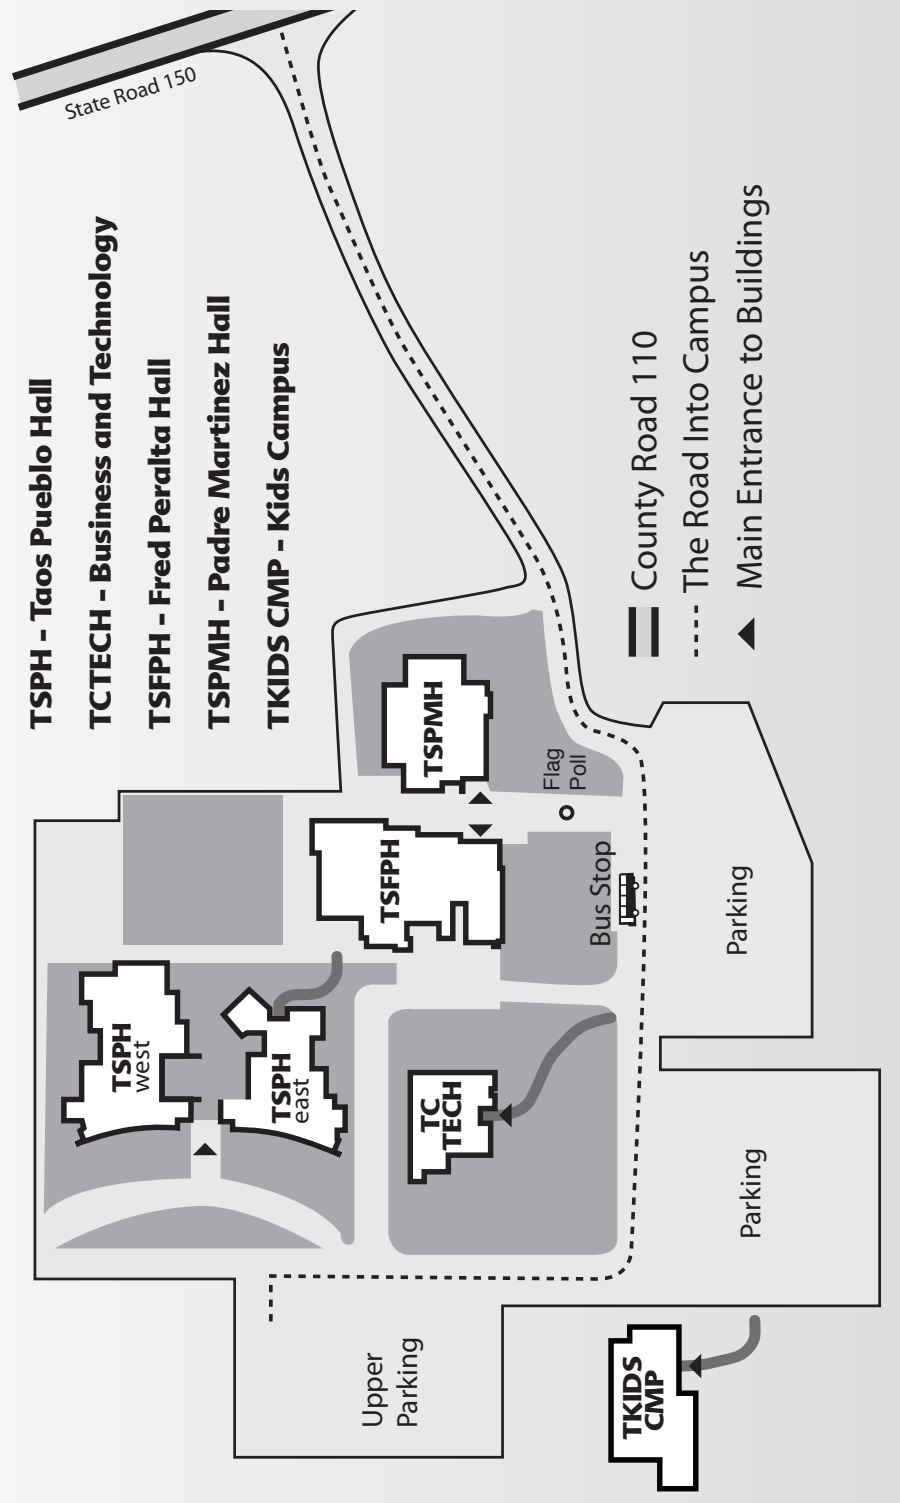 State Road 150
TSPH – Taos Pueblo Hall
TCTECH – Business and Technology
TSFPH – Fred Peralta Hall
TSPMH – Padre Martinez Hall
TKIDS CMP – Kids Campus
County Road 110
The Road Into Campus
Main Entrance to Buildings
TSPH
west
TSPH
east
TSFPH
TSPMH
Flag
Poll
TC
TECH
Bus Stop
Parking
Upper
Parking
TKIDS
CMP
Parking